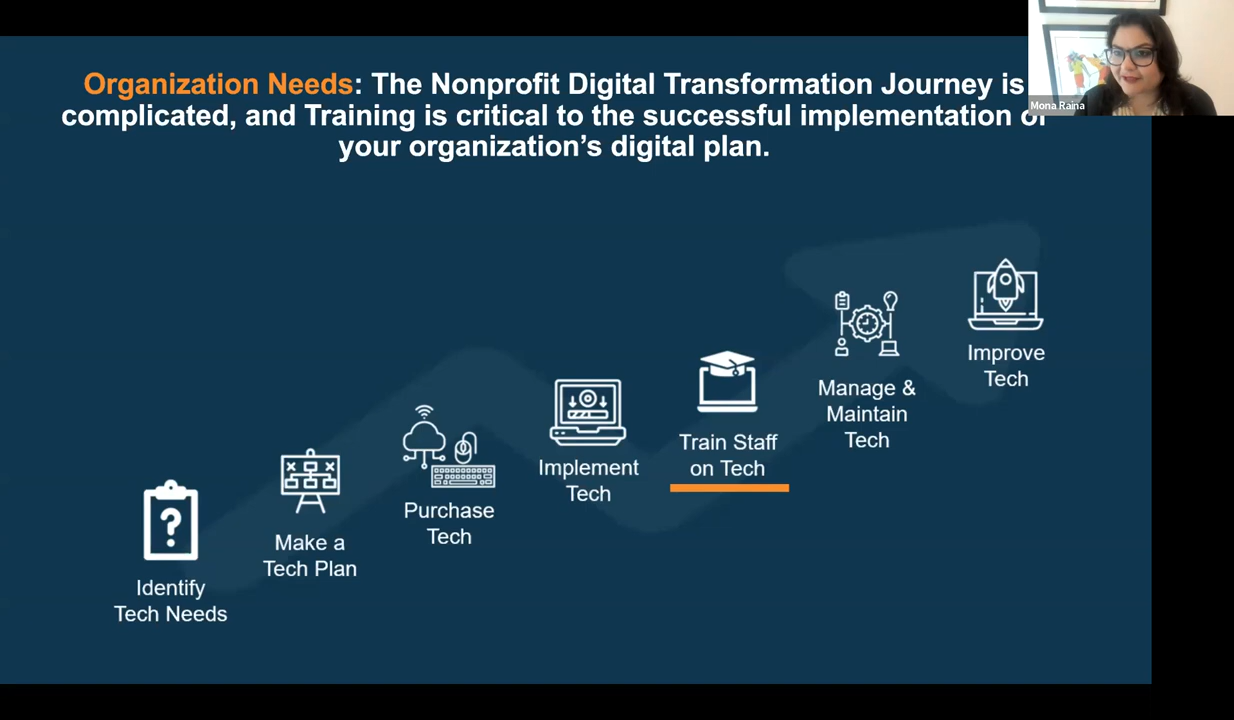 Organization Needs: The Nonprofit Digital Transformation Journey is
complicated, and Training is critical to the successful implementation of
your organization's digital plan.
Mona Raina
Identify
Tech Needs
Make a
Tech Plan
Purchase
Tech
Implement
Tech
Train Staff
on Tech
Manage &
Maintain
Tech
Improve
Tech